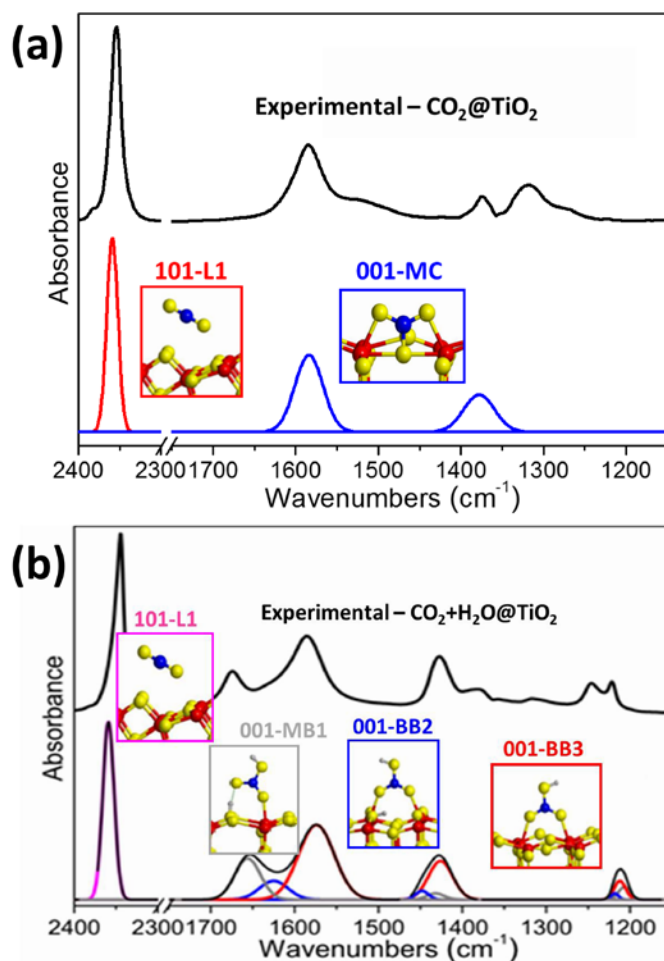 (a)
Experimental – CO₂@TiO₂
Absorbance
101-L1
001-MC
2400 2300 1700 1600 1500 1400 1300 1200
Wavenumbers (cm⁻¹)
(b)
Experimental – CO₂+H₂O@TiO₂
Absorbance
101-L1
001-MB1
001-BB2
001-BB3
2400 2300 1700 1600 1500 1400 1300 1200
Wavenumbers (cm⁻¹)